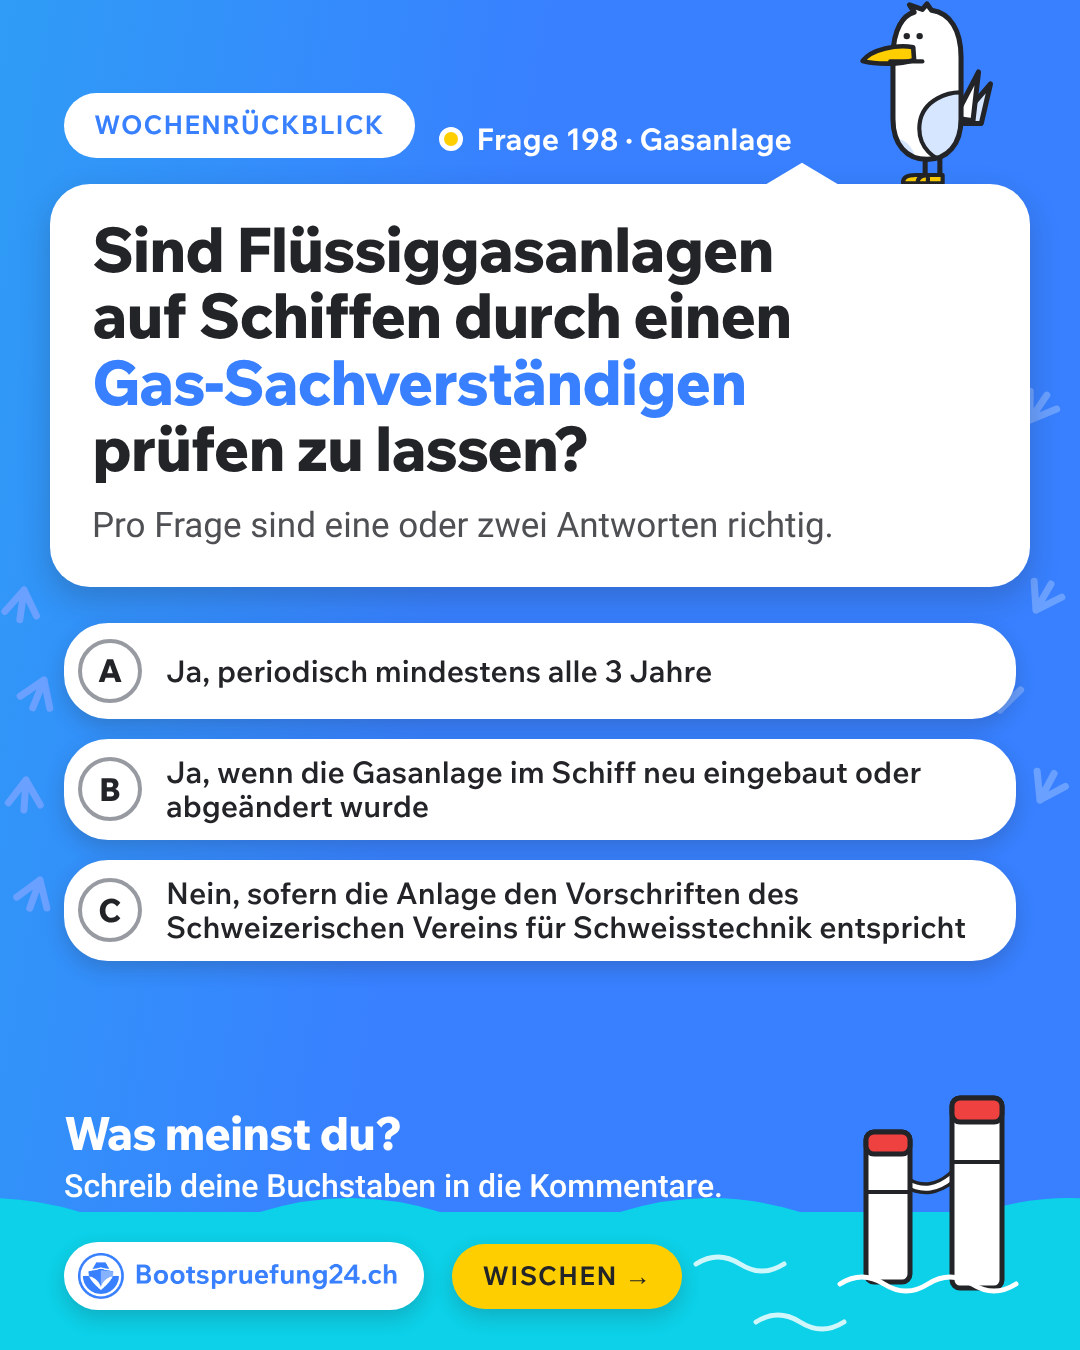 WOCHENRÜCKBLICK
Frage 198 · Gasanlage
Sind Flüssiggasanlagen
auf Schiffen durch einen
Gas-Sachverständigen
prüfen zu lassen?
Pro Frage sind eine oder zwei Antworten richtig.
A Ja, periodisch mindestens alle 3 Jahre
B Ja, wenn die Gasanlage im Schiff neu eingebaut oder
abgeändert wurde
C Nein, sofern die Anlage den Vorschriften des
Schweizerischen Vereins für Schweisstechnik entspricht
Was meinst du?
Schreib deine Buchstaben in die Kommentare.
Bootspruefung24.ch
WISCHEN →